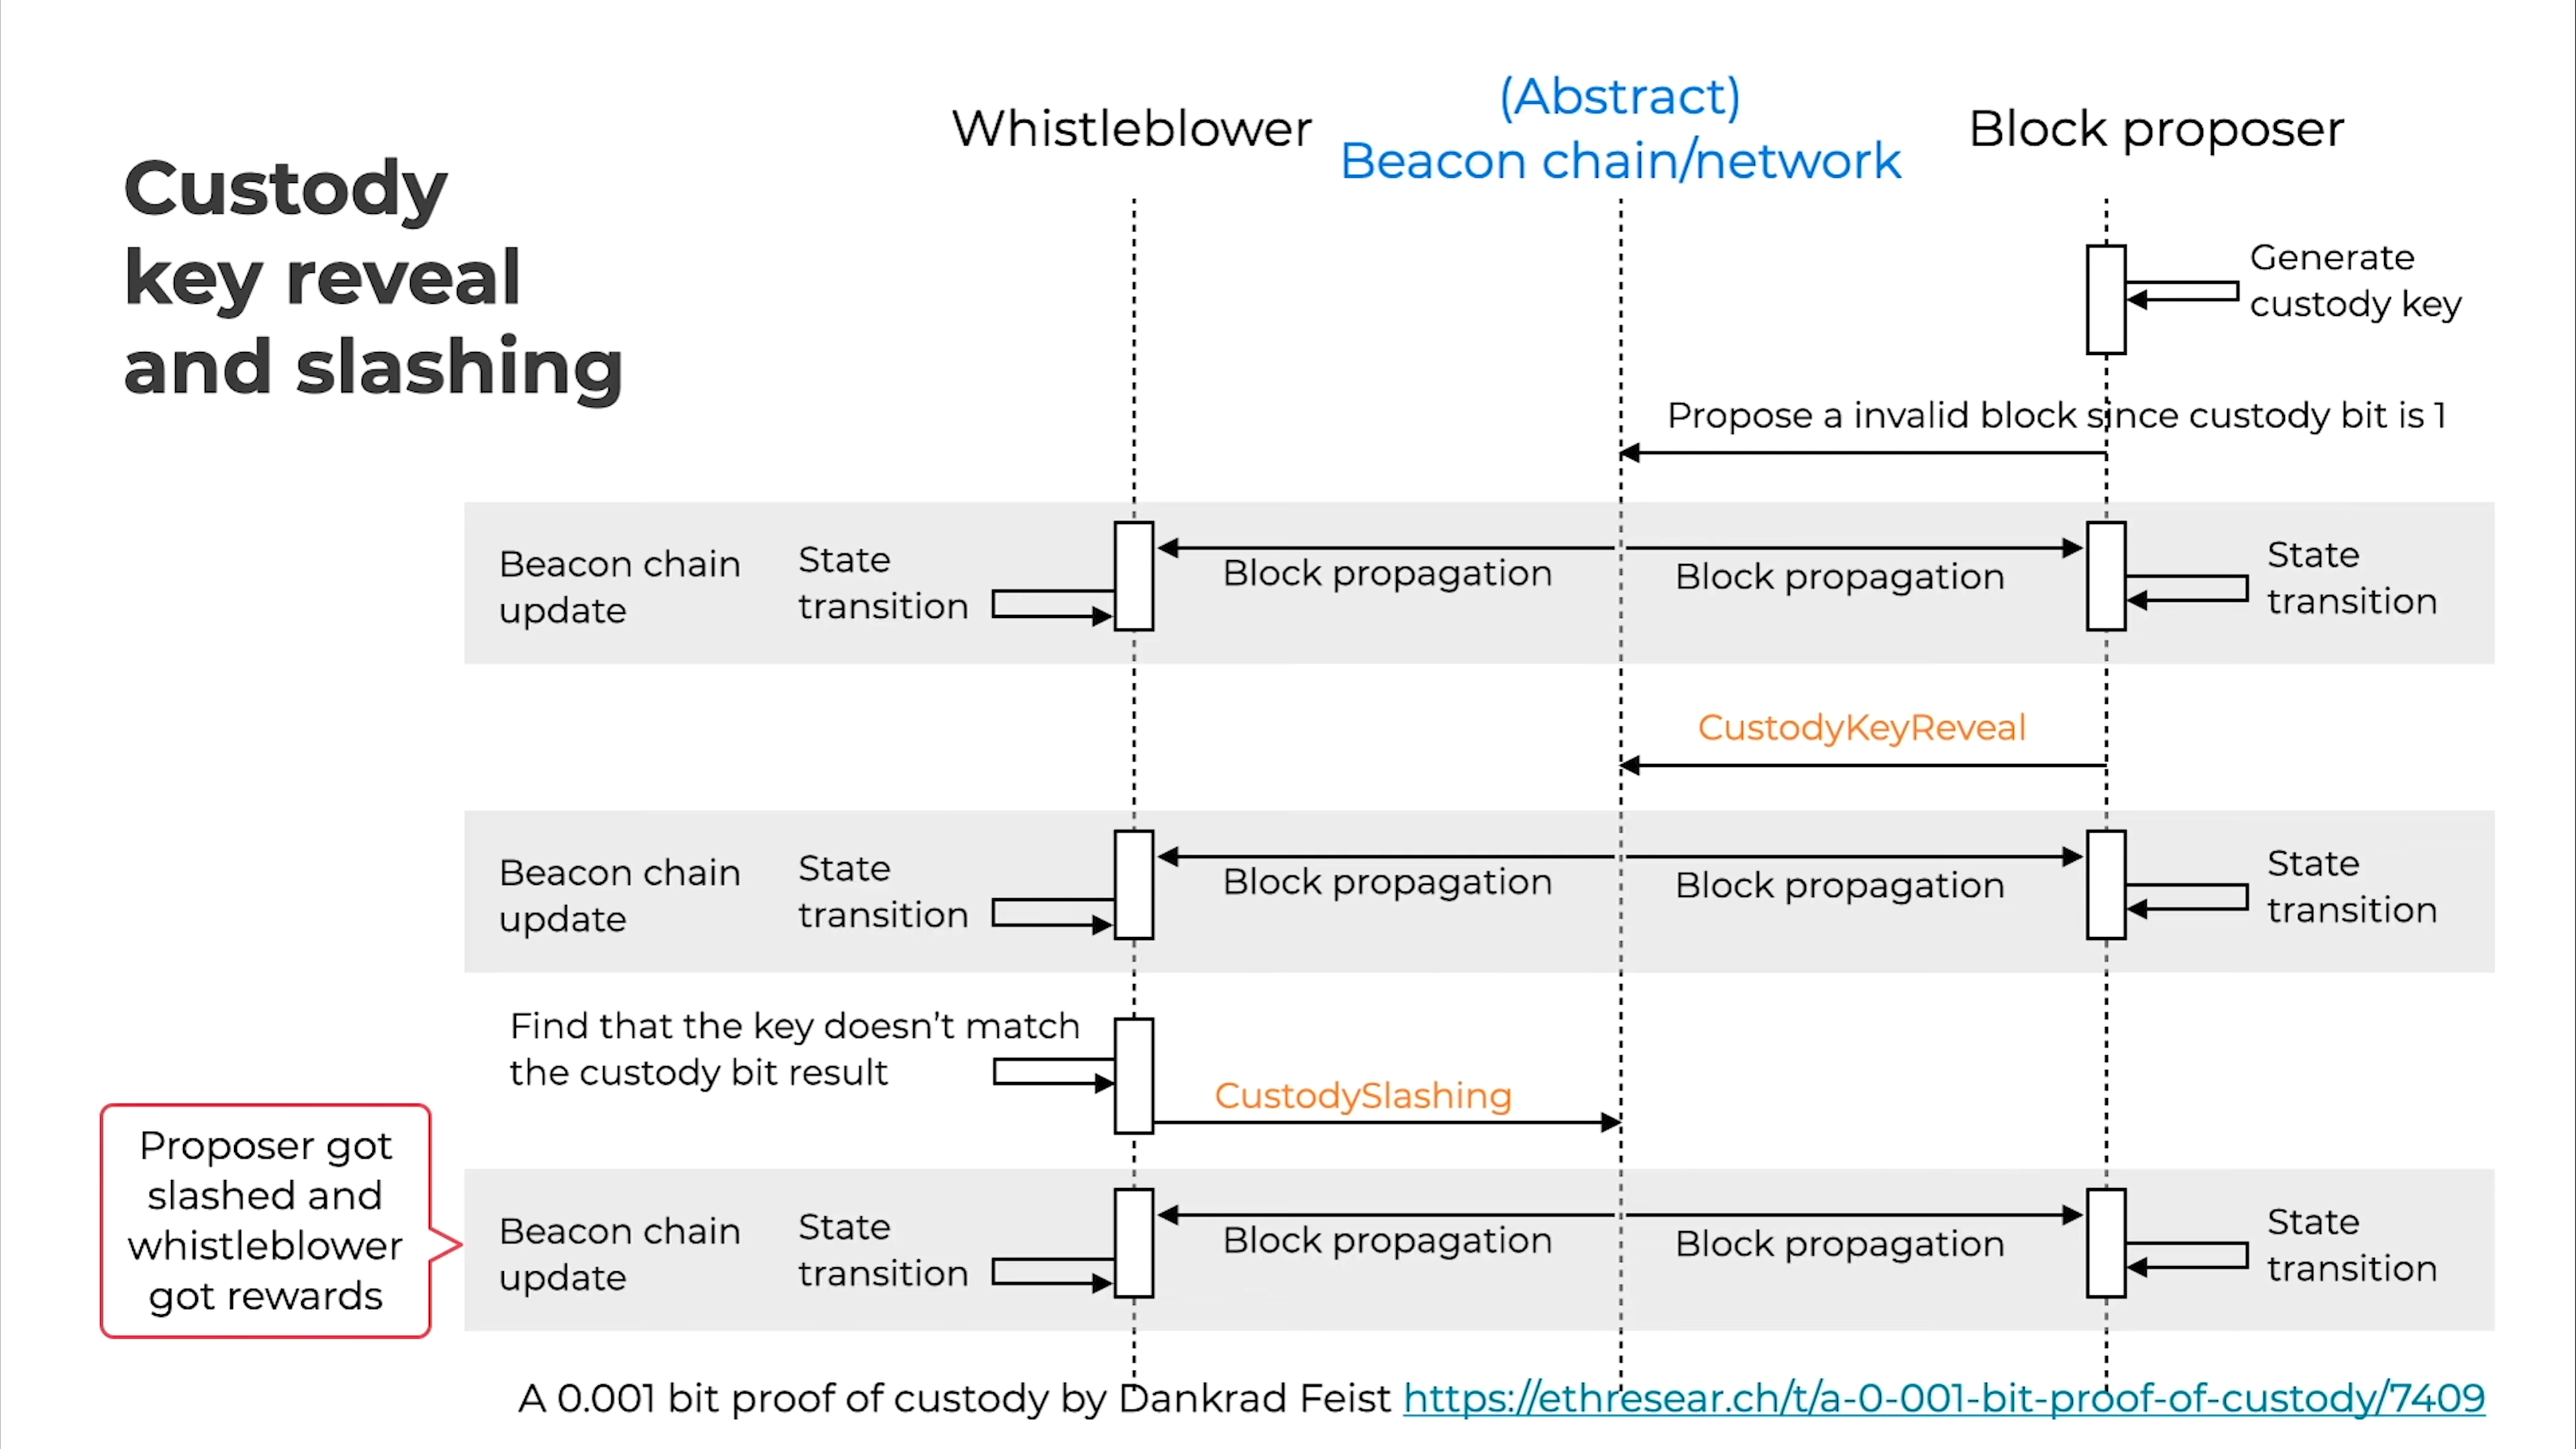 Custody
key reveal
and slashing
Whistleblower
(Abstract)
Beacon chain/network
Block proposer
Generate
custody key
Propose a invalid block since custody bit is 1
Beacon chain
update
State
transition
Block propagation
Block propagation
State
transition
CustodyKeyReveal
Beacon chain
update
State
transition
Block propagation
Block propagation
State
transition
Find that the key doesn’t match
the custody bit result
CustodySlashing
Proposer got
slashed and
whistleblower
got rewards
Beacon chain
update
State
transition
Block propagation
Block propagation
State
transition
A 0.001 bit proof of custody by Dankrad Feist https://ethresear.ch/t/a-0-001-bit-proof-of-custody/7409